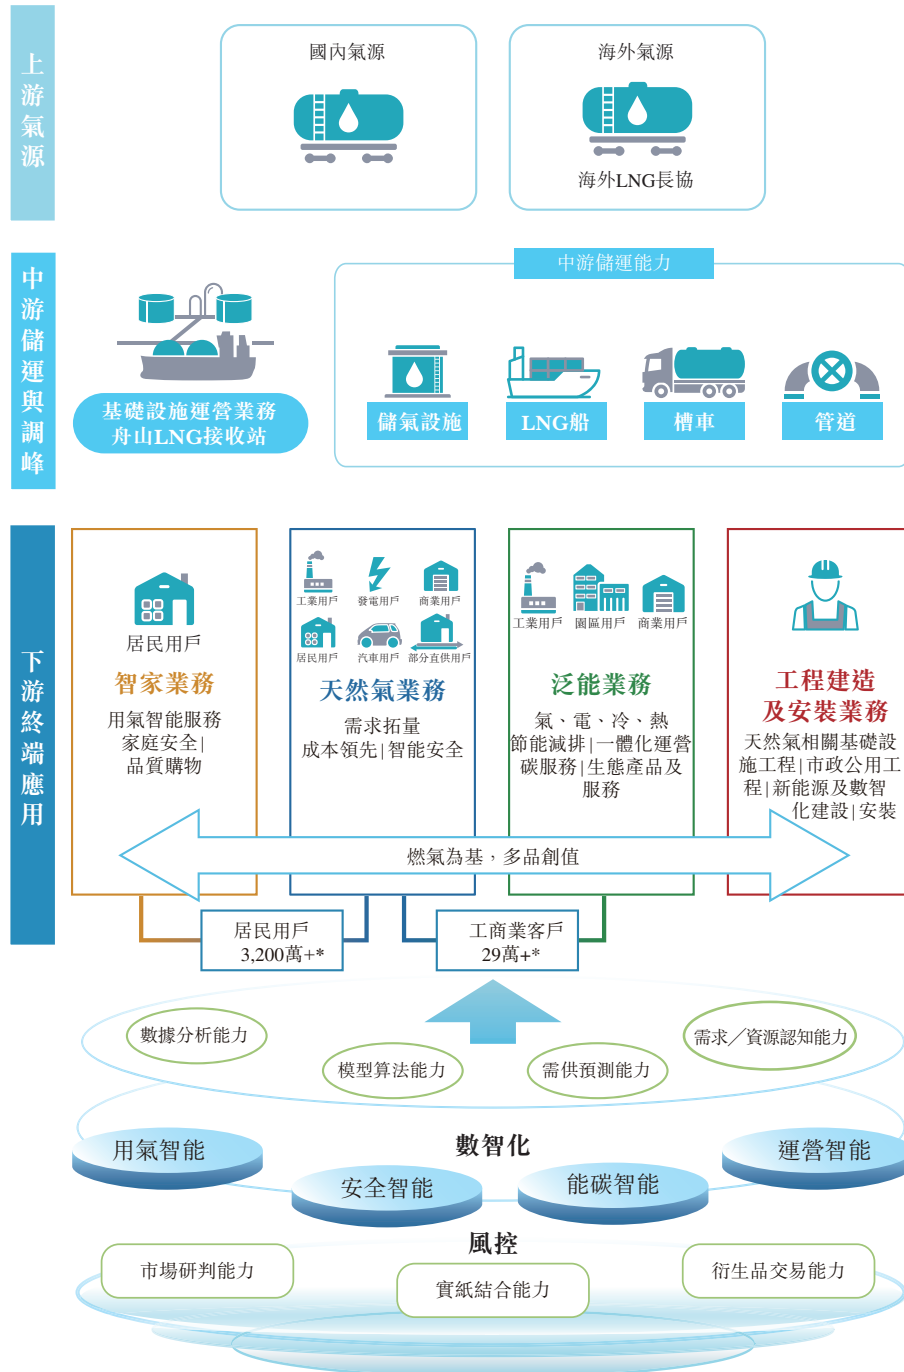 上游氣源
國內氣源
海外氣源
海外LNG長協
中游儲運與調峰
中游儲運能力
基礎設施運營業務
舟山LNG接收站
儲氣設施
LNG船
槽車
管道
下游終端應用
居民用戶
智家業務
用氣智能服務
家庭安全|
品質購物
工業用戶
發電用戶
商業用戶
居民用戶
汽車用戶
部分直供用戶
天然氣業務
需求拓量
成本領先|智能安全
工業用戶
園區用戶
商業用戶
泛能業務
氣、電、冷、熱
節能減排|一體化運營
碳服務|生態產品及
服務
工程建造
及安裝業務
天然氣相關基礎設
施工程|市政公用工
程|新能源及數智
化建設|安裝
燃氣為基，多品創值
居民用戶
3,200萬+*
工商業客戶
29萬+*
數據分析能力
模型算法能力
需供預測能力
需求／資源認知能力
數智化
用氣智能
安全智能
能碳智能
運營智能
風控
市場研判能力
實紙結合能力
衍生品交易能力